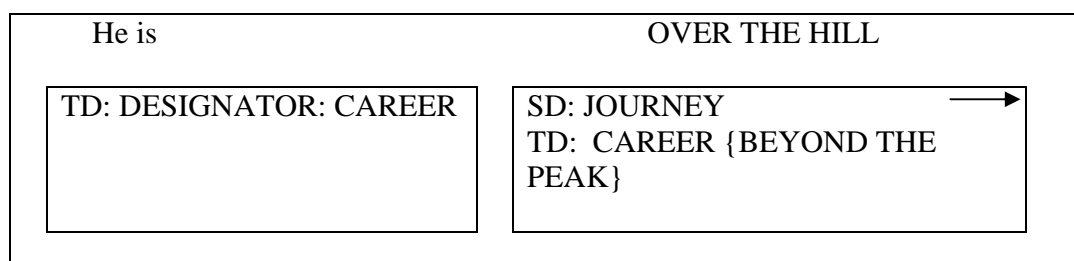 He is OVER THE HILL
TD: DESIGNATOR: CAREER
SD: JOURNEY
TD: CAREER {BEYOND THE
PEAK}